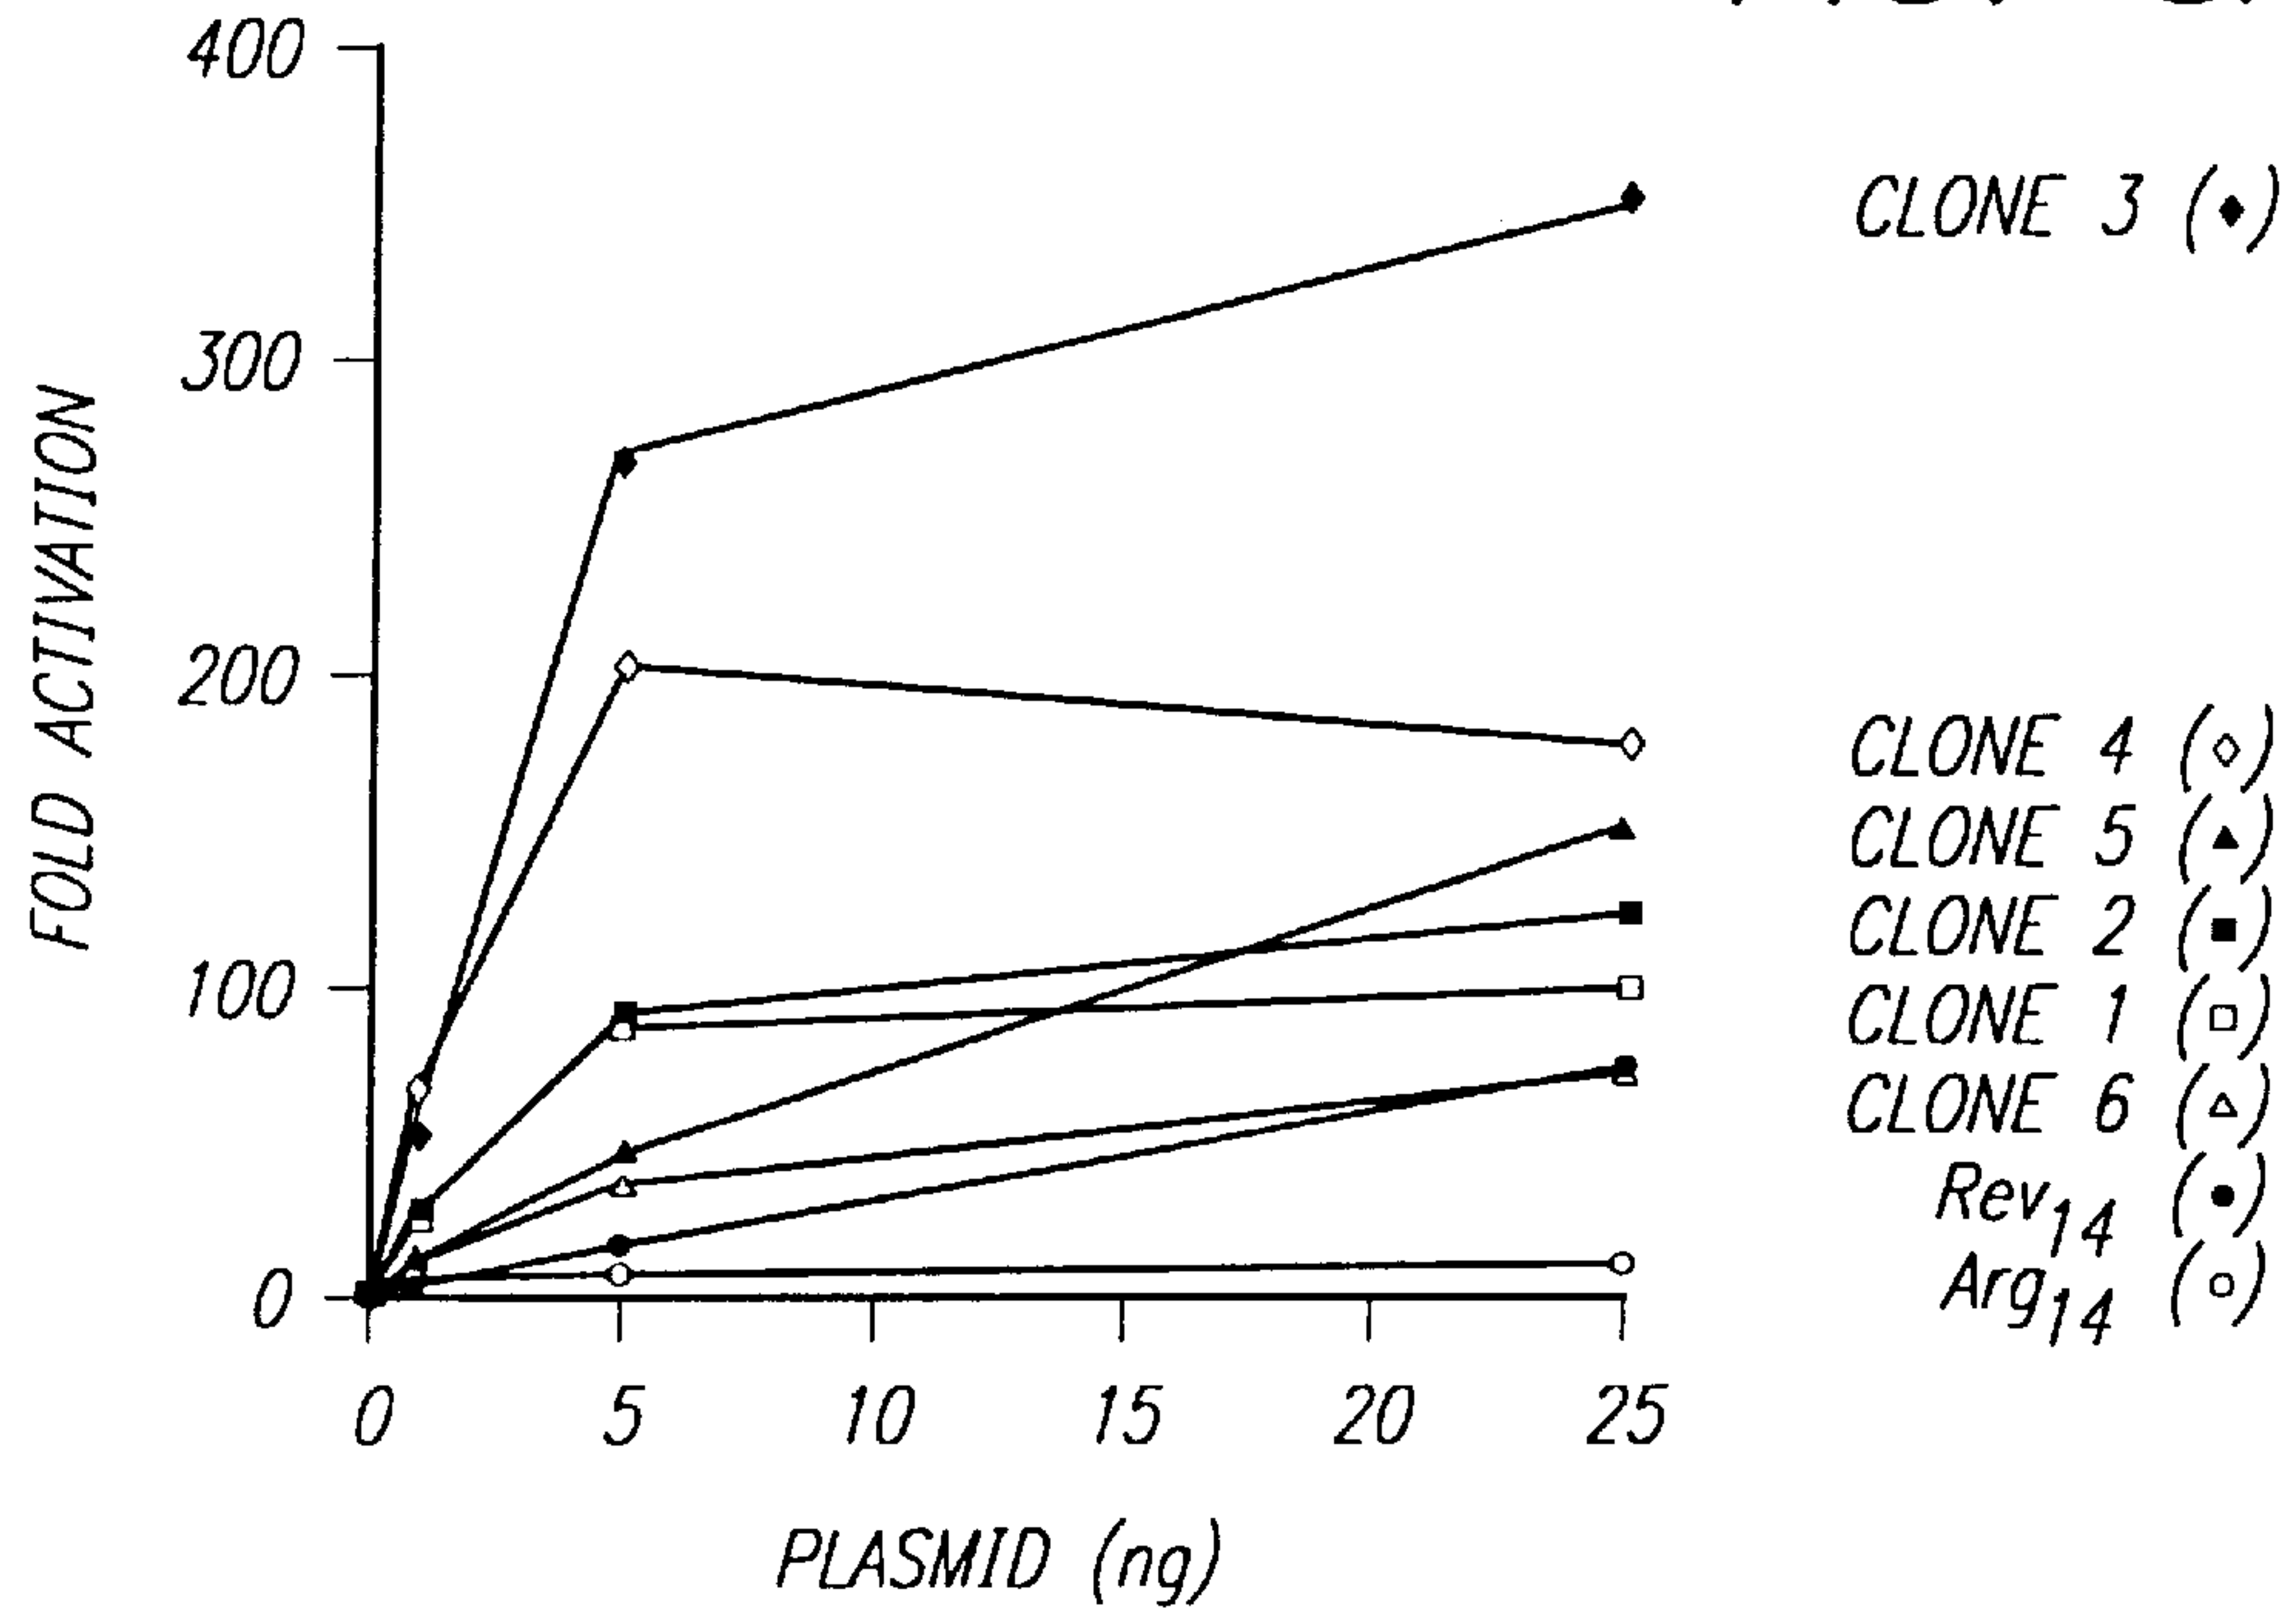 400
300
200
100
0
FOLD ACTIVATION
0 5 10 15 20 25
PLASMID (ng)
CLONE 3 (◆)
CLONE 4 (◇)
CLONE 5 (▲)
CLONE 2 (■)
CLONE 1 (□)
CLONE 6 (△)
Rev14 (●)
Arg14 (○)